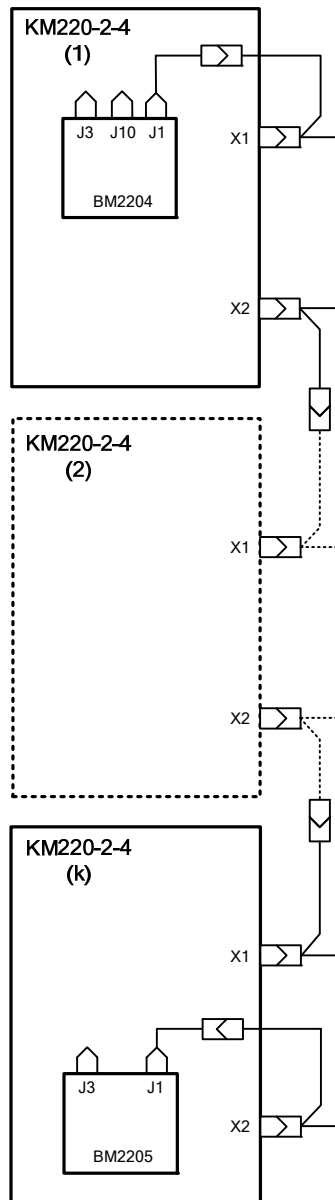 KM220-2-4
(1)
J3 J10 J1
X1
BM2204
X2
KM220-2-4
(2)
X1
X2
KM220-2-4
(k)
X1
J3 J1
X2
BM2205